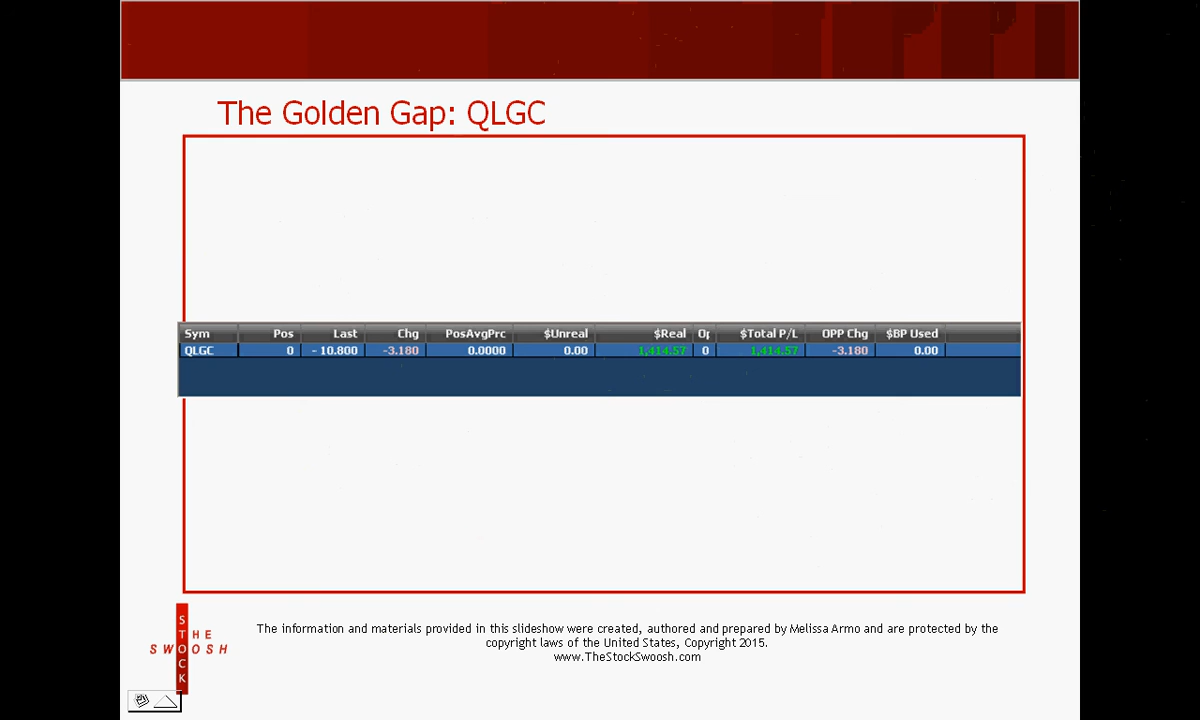 The Golden Gap: QLGC
Sym Pos Last Chg PosAvgPrc $Unreal $Real Op $Total P/L OPP Chg $BP Used
QLGC 0 - 10.800 -3.180 0.0000 0.00 1,414.57 0 1,414.57 -3.180 0.00
THE
SWOOSH
STOCK
The information and materials provided in this slideshow were created, authored and prepared by Melissa Armo and are protected by the
copyright laws of the United States, Copyright 2015.
www.TheStockSwoosh.com